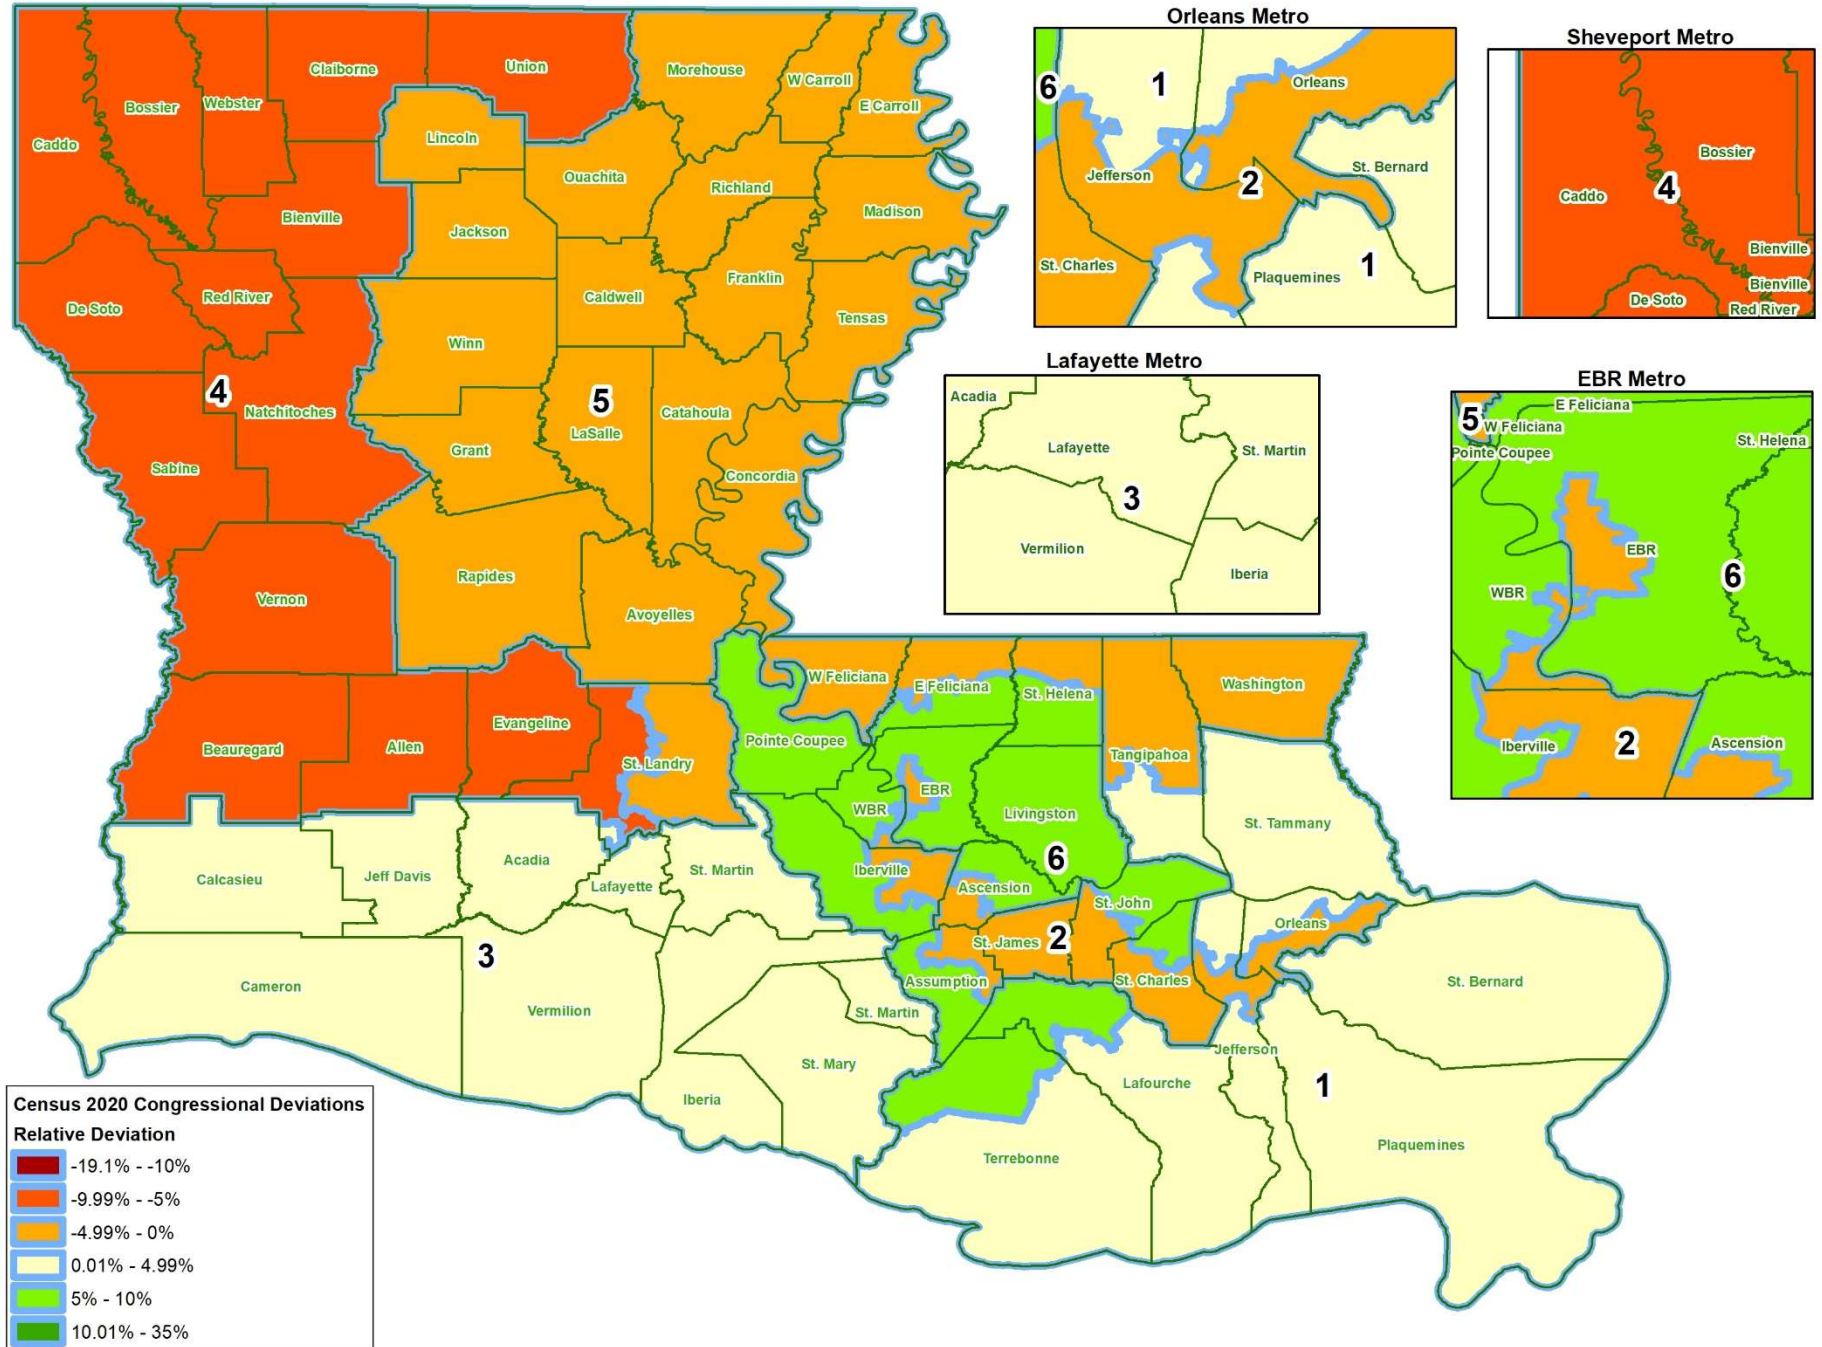 Orleans Metro
6
1
Orleans
Jefferson
2
St. Bernard
St. Charles
Plaquemines
1
Sheveport Metro
Bossier
Caddo
4
Bienville
Bienville
De Soto
Red River
Lafayette Metro
Acadia
Lafayette
St. Martin
3
Vermilion
Iberia
EBR Metro
E Feliciana
5
W Feliciana
St. Helena
Pointe Coupee
EBR
6
WBR
Iberville
2
Ascension
Claiborne
Union
Morehouse
W Carroll
Bossier
Webster
E Carroll
Caddo
Lincoln
Ouachita
Richland
Bienville
Madison
Jackson
Franklin
Red River
Caldwell
De Soto
Tensas
Winn
4
5
Natchitoches
Catahoula
LaSalle
Grant
Sabine
Concordia
Rapides
Vernon
Avoyelles
W Feliciana
E Feliciana
St. Helena
Washington
Evangeline
Beauregard
Allen
Pointe Coupee
St. Landry
Tangipahoa
EBR
WBR
Livingston
St. Tammany
6
Acadia
Calcasieu
Jeff Davis
Lafayette
St. Martin
Iberville
Ascension
St. John
Orleans
St. James
2
3
Cameron
Assumption
St. Charles
St. Bernard
Vermilion
St. Martin
Jefferson
St. Mary
Lafourche
1
Iberia
Plaquemines
Terrebonne
Census 2020 Congressional Deviations
Relative Deviation
-19.1% - -10%
-9.99% - -5%
-4.99% - 0%
0.01% - 4.99%
5% - 10%
10.01% - 35%